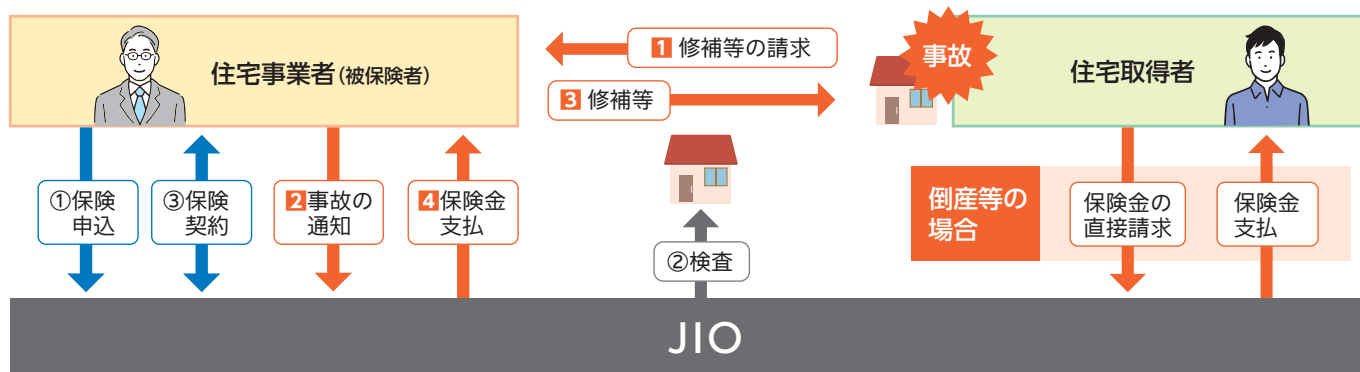 住宅事業者(被保険者)
1 修補等の請求
3 修補等
事故
住宅取得者
①保険
申込
③保険
契約
2 事故の
通知
4 保険金
支払
②検査
倒産等の
場合
保険金の
直接請求
保険金
支払
JIO